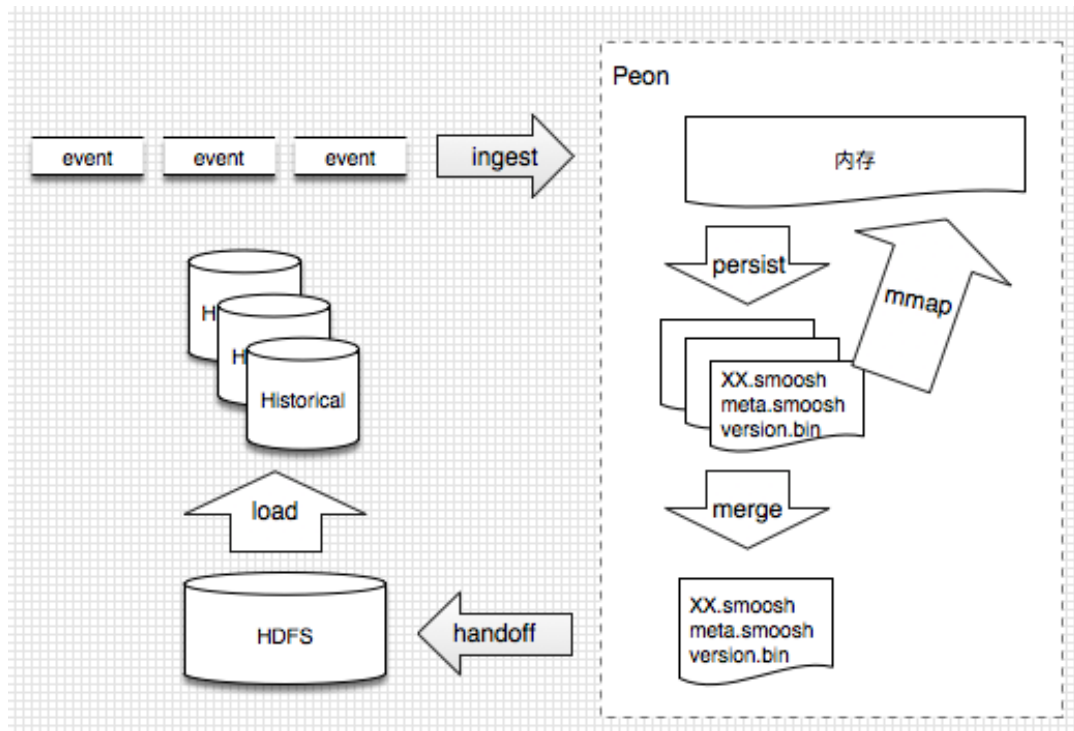 Peon
event
event
event
ingest
内存
persist
mmap
H
H
Historical
XX.smoosh
meta.smoosh
version.bin
load
merge
HDFS
handoff
XX.smoosh
meta.smoosh
version.bin